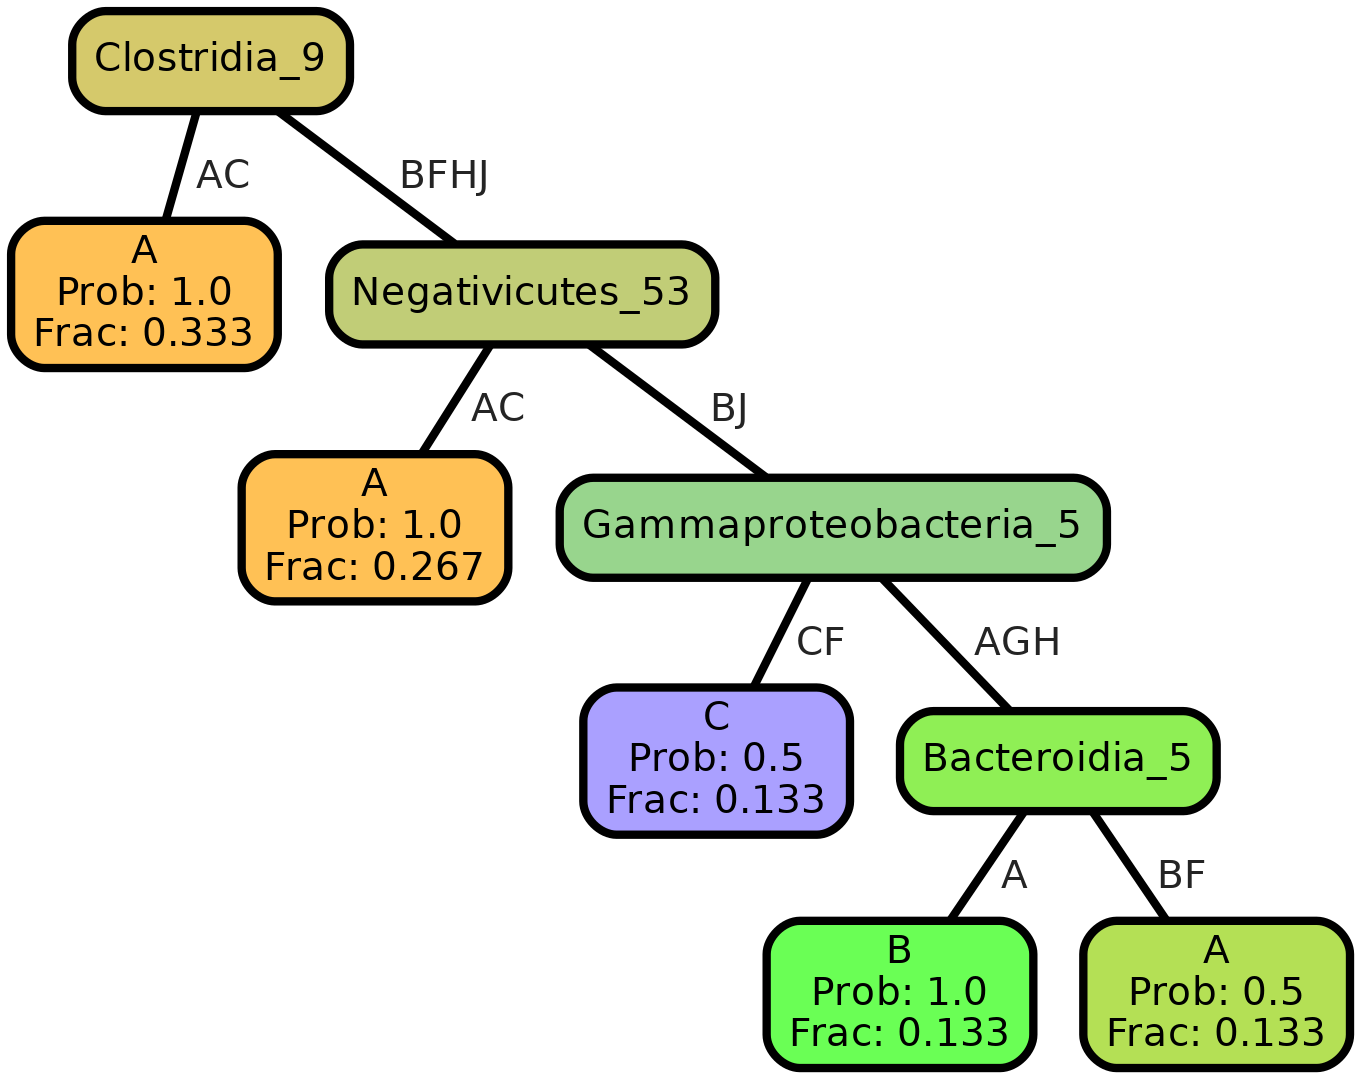 Clostridia_9
AC
BFHJ
A
Prob: 1.0
Frac: 0.333
Negativicutes_53
AC
BJ
A
Prob: 1.0
Frac: 0.267
Gammaproteobacteria_5
CF
AGH
C
Prob: 0.5
Frac: 0.133
Bacteroidia_5
A
BF
B
Prob: 1.0
Frac: 0.133
A
Prob: 0.5
Frac: 0.133